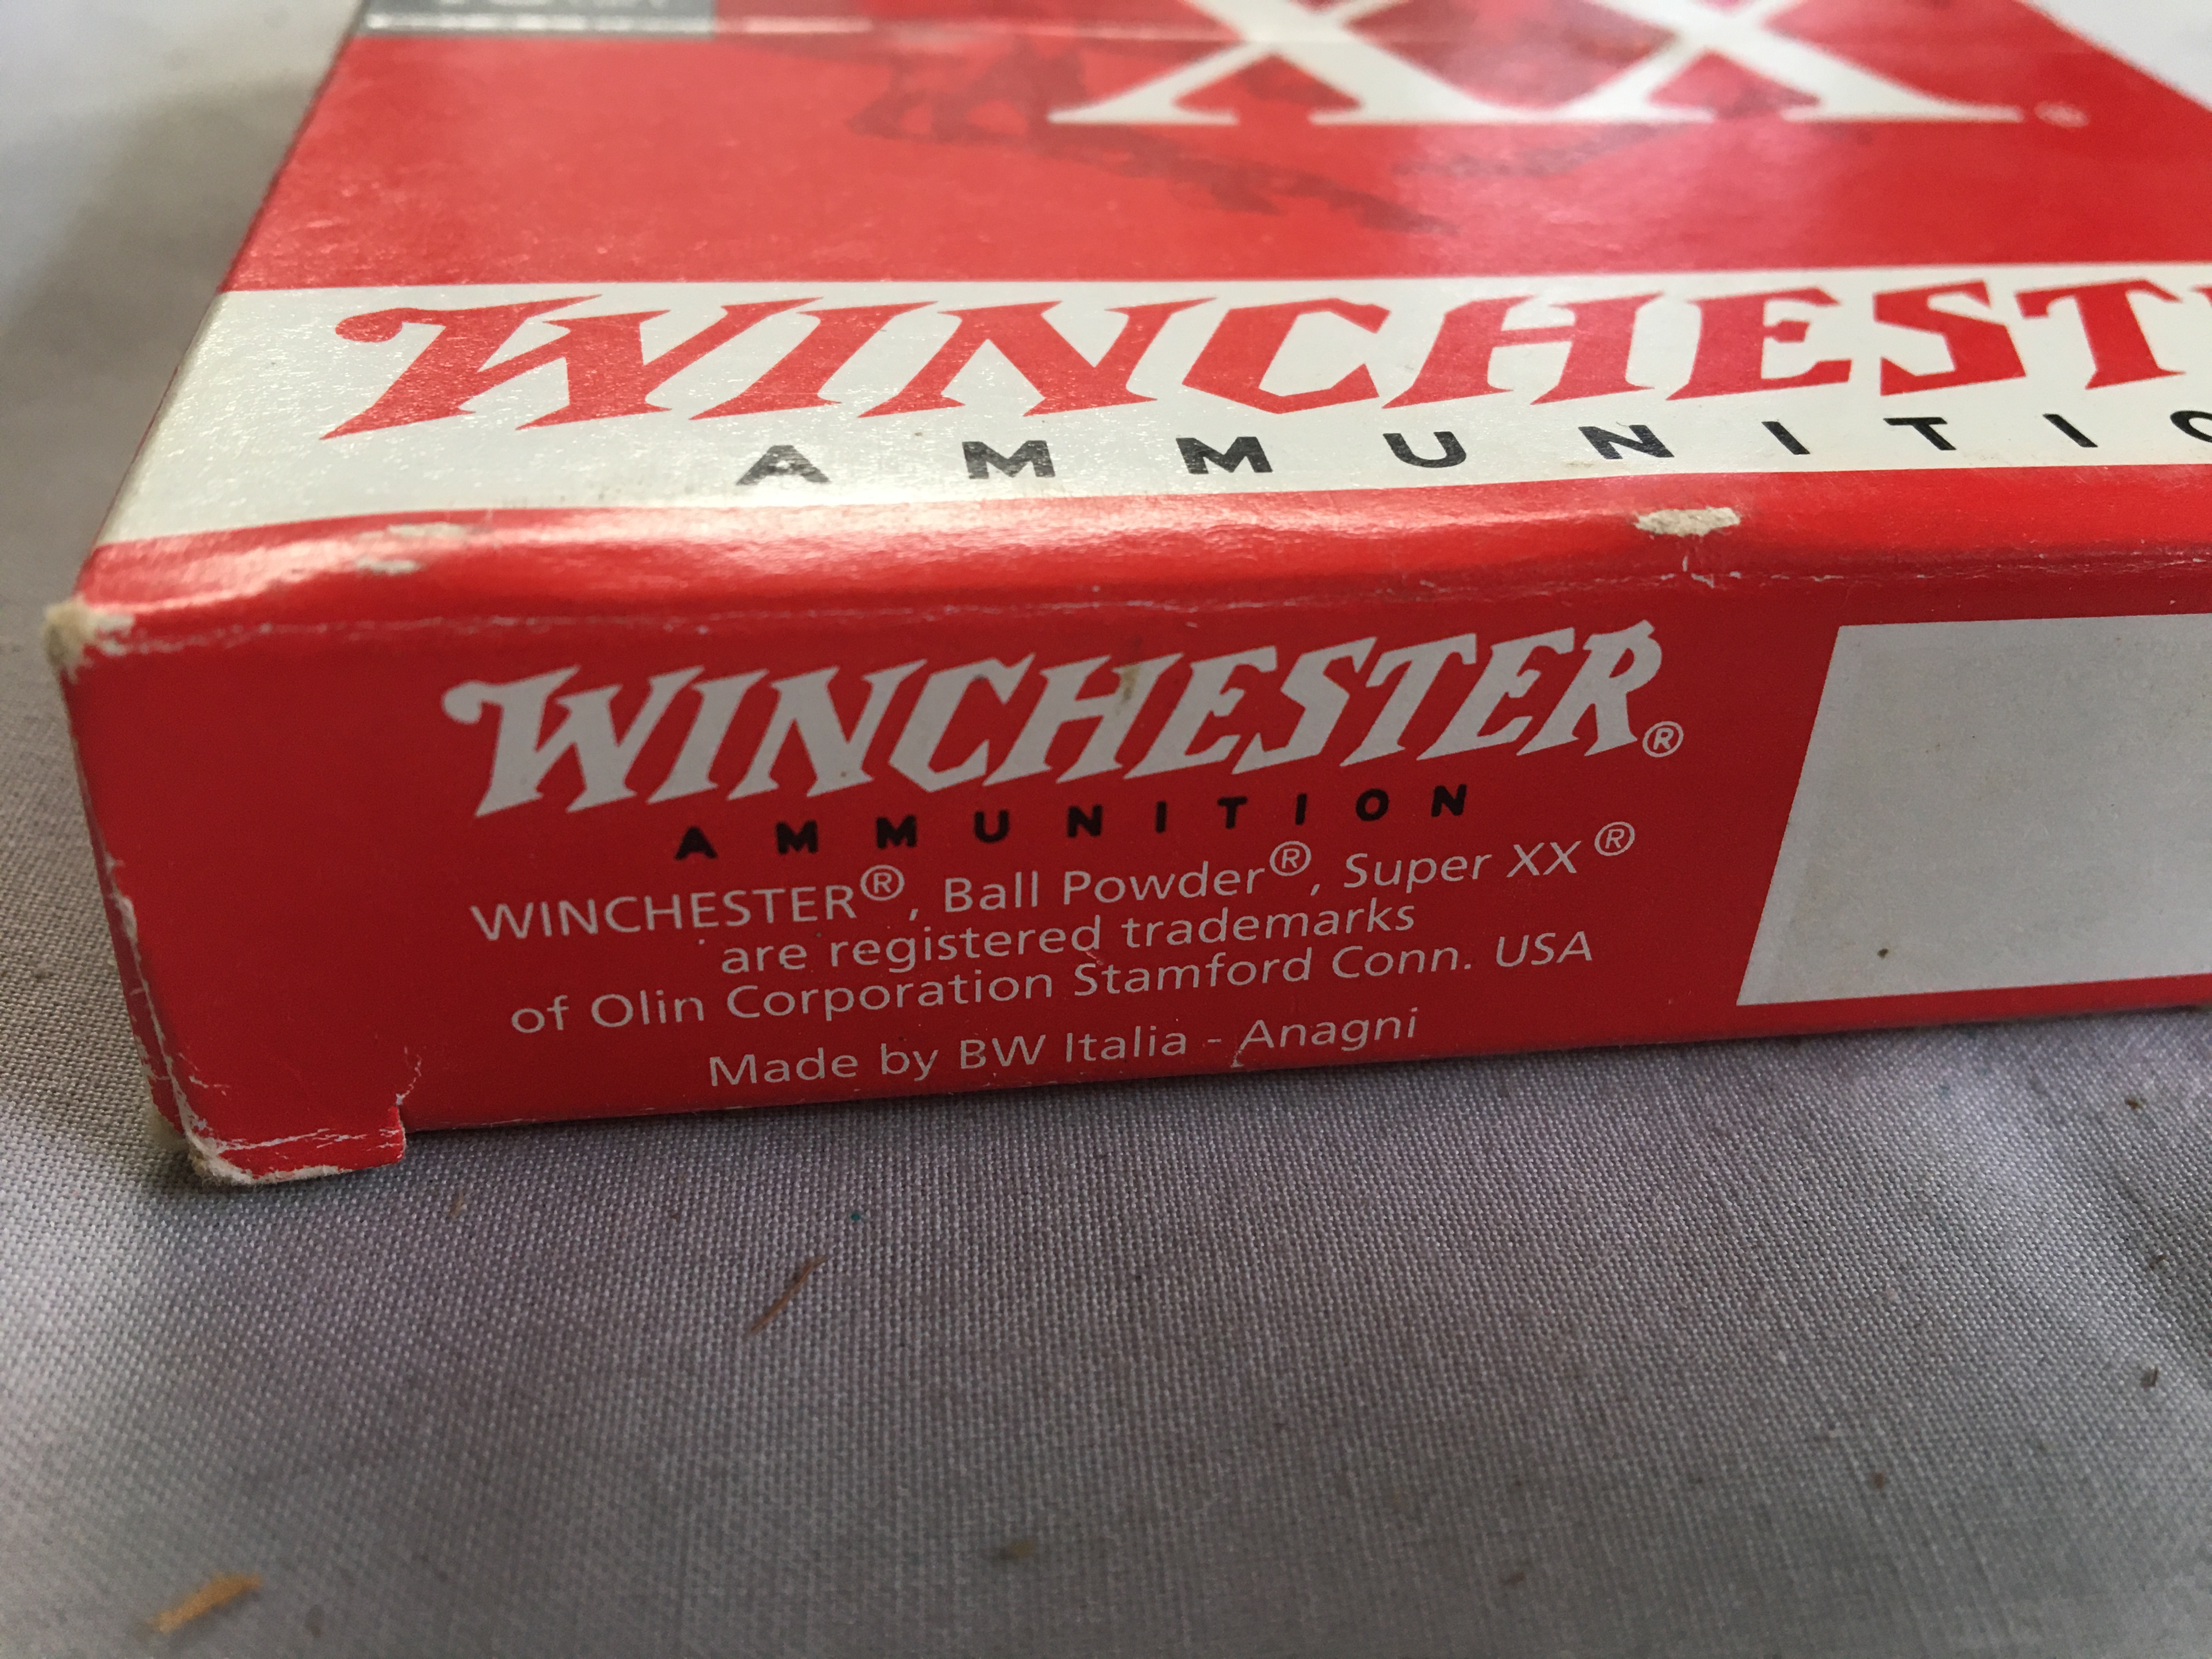 XX®
WINCHEST
AMMUNITIO
WINCHESTER®
AMMUNITION
WINCHESTER®, Ball Powder®, Super XX®
are registered trademarks
of Olin Corporation Stamford Conn. USA
Made by BW Italia - Anagni